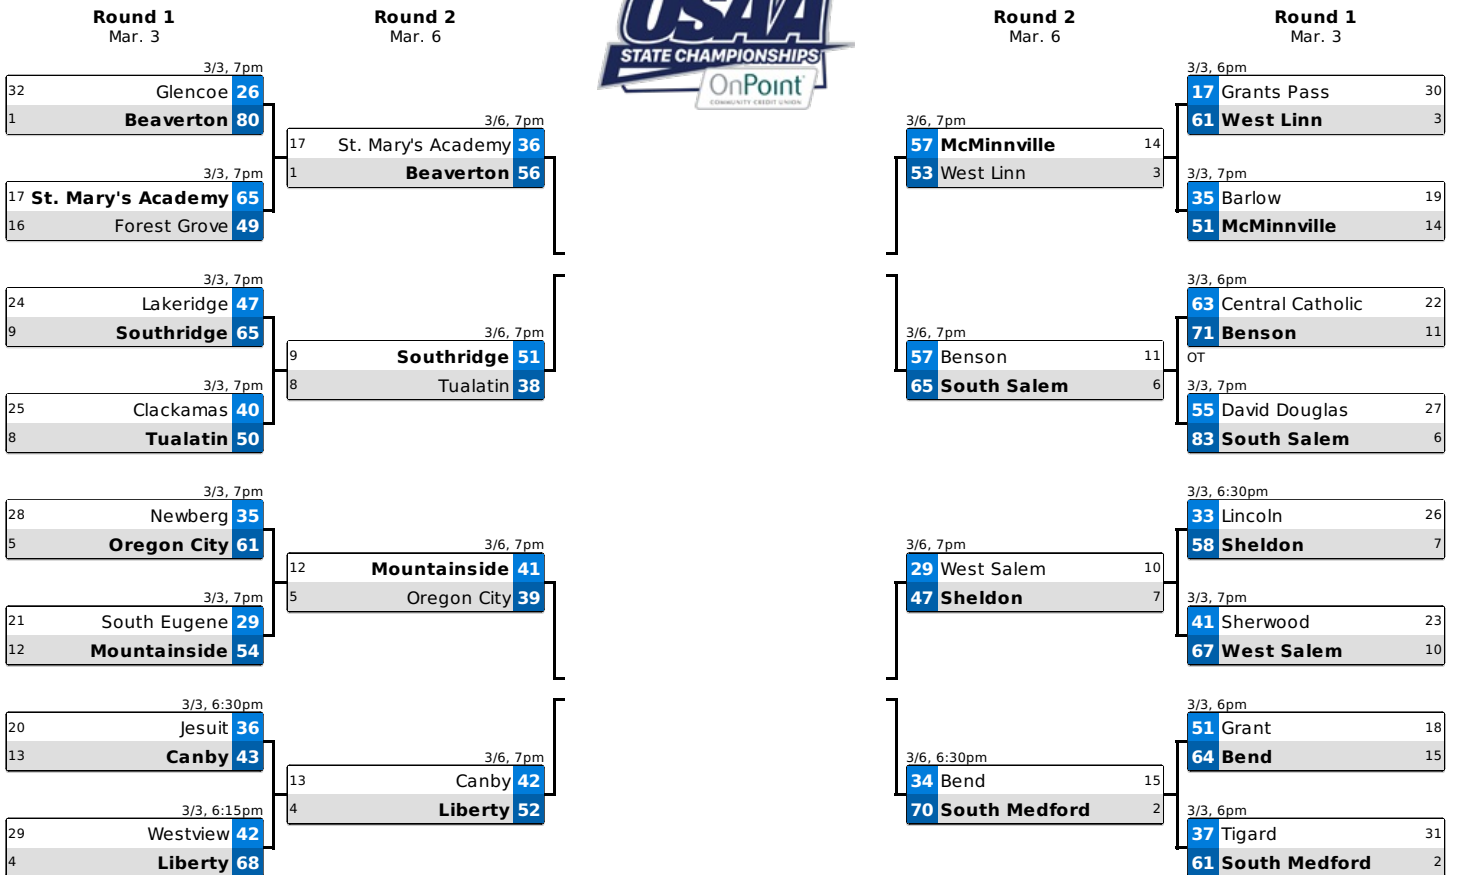 Round 1
Mar. 3
Round 2
Mar. 6
USAA
STATE CHAMPIONSHIPS
OnPoint
COMMUNITY CREDIT UNION
Round 2
Mar. 6
Round 1
Mar. 3
3/3, 7pm
32 Glencoe 26
1 Beaverton 80
3/3, 7pm
17 St. Mary's Academy 65
16 Forest Grove 49
3/3, 7pm
24 Lakeridge 47
9 Southridge 65
3/3, 7pm
25 Clackamas 40
8 Tualatin 50
3/3, 7pm
28 Newberg 35
5 Oregon City 61
3/3, 7pm
21 South Eugene 29
12 Mountainside 54
3/3, 6:30pm
20 Jesuit 36
13 Canby 43
3/3, 6:15pm
29 Westview 42
4 Liberty 68
3/6, 7pm
17 St. Mary's Academy 36
1 Beaverton 56
3/6, 7pm
9 Southridge 51
8 Tualatin 38
3/6, 7pm
12 Mountainside 41
5 Oregon City 39
3/6, 7pm
13 Canby 42
4 Liberty 52
3/6, 7pm
57 McMinnville 14
53 West Linn 3
3/6, 7pm
57 Benson 11
65 South Salem 6
3/6, 7pm
29 West Salem 10
47 Sheldon 7
3/6, 6:30pm
34 Bend 15
70 South Medford 2
3/3, 6pm
17 Grants Pass 30
61 West Linn 3
3/3, 7pm
35 Barlow 19
51 McMinnville 14
3/3, 6pm
63 Central Catholic 22
71 Benson 11
OT
3/3, 7pm
55 David Douglas 27
83 South Salem 6
3/3, 6:30pm
33 Lincoln 26
58 Sheldon 7
3/3, 7pm
41 Sherwood 23
67 West Salem 10
3/3, 6pm
51 Grant 18
64 Bend 15
3/3, 6pm
37 Tigard 31
61 South Medford 2